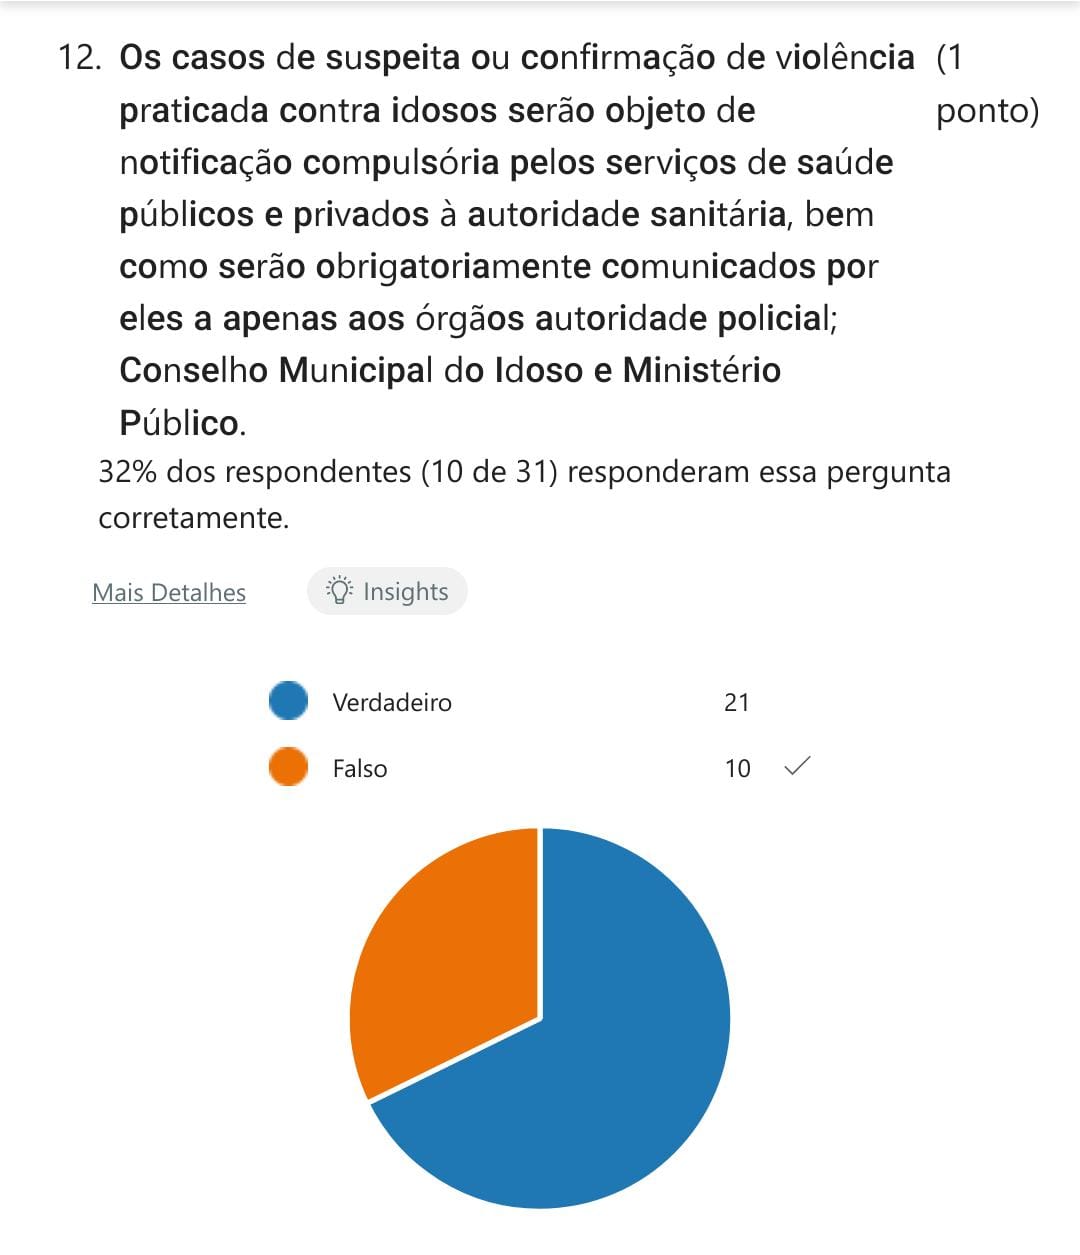 12. Os casos de suspeita ou confirmação de violência (1
praticada contra idosos serão objeto de ponto)
notificação compulsória pelos serviços de saúde
públicos e privados à autoridade sanitária, bem
como serão obrigatoriamente comunicados por
eles a apenas aos órgãos autoridade policial;
Conselho Municipal do Idoso e Ministério
Público.
32% dos respondentes (10 de 31) responderam essa pergunta
corretamente.
Mais Detalhes Insights
Verdadeiro 21
Falso 10